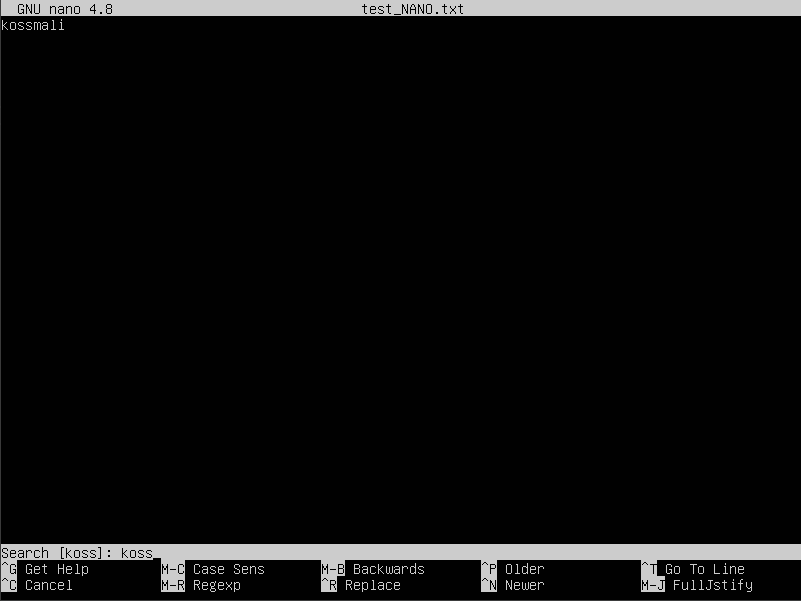 GNU nano 4.8 test_NANO.txt
kossmali
Search [koss]: koss
^G Get Help M-C Case Sens M-B Backwards ^P Older ^T Go To Line
^C Cancel M-R Regexp ^R Replace ^N Newer M-J FullJstify